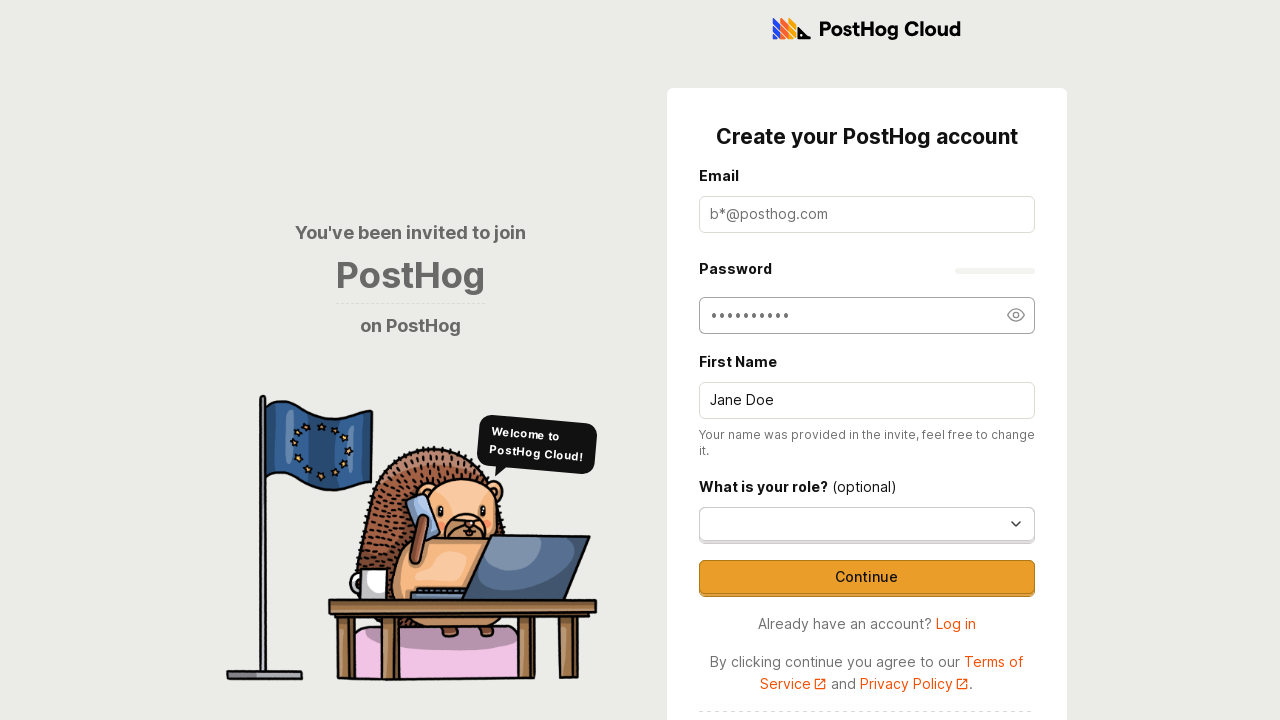 PostHog Cloud
You've been invited to join
PostHog
on PostHog
Welcome to
PostHog Cloud!
Create your PostHog account
Email
b*@posthog.com
Password
••••••••••
First Name
Jane Doe
Your name was provided in the invite, feel free to change
it.
What is your role? (optional)
Continue
Already have an account? Log in
By clicking continue you agree to our Terms of
Service and Privacy Policy.